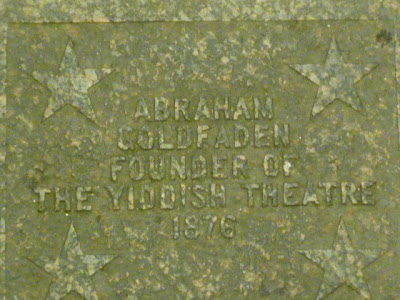 ABRAHAM
GOLDFADEN
FOUNDER OF
THE YIDDISH THEATRE
1876